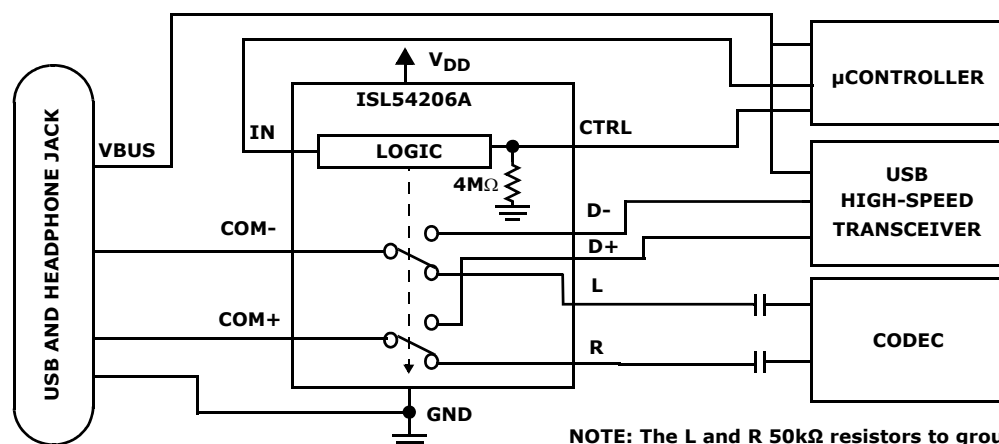 USB AND HEADPHONE JACK
VBUS
COM-
COM+
IN
VDD
ISL54206A
LOGIC
4MΩ
CTRL
D-
D+
L
R
GND
µCONTROLLER
USB
HIGH-SPEED
TRANSCEIVER
CODEC
NOTE: The L and R 50kΩ resistors to grou